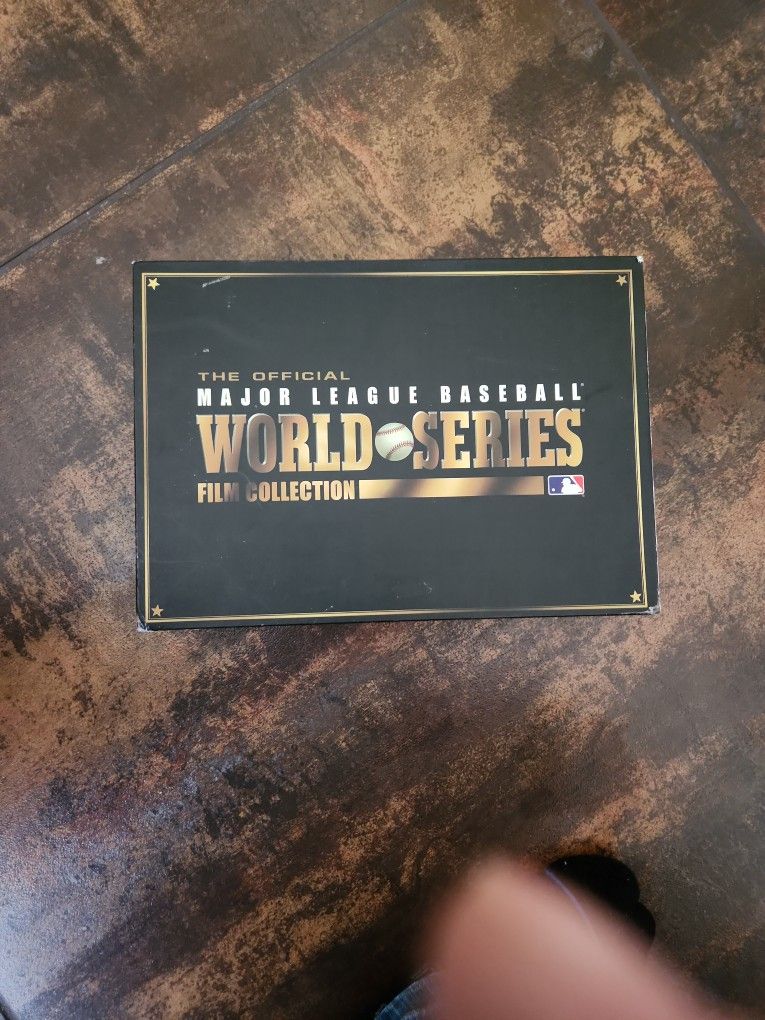 THE OFFICIAL
MAJOR LEAGUE BASEBALL®
WORLD SERIES®
FILM COLLECTION